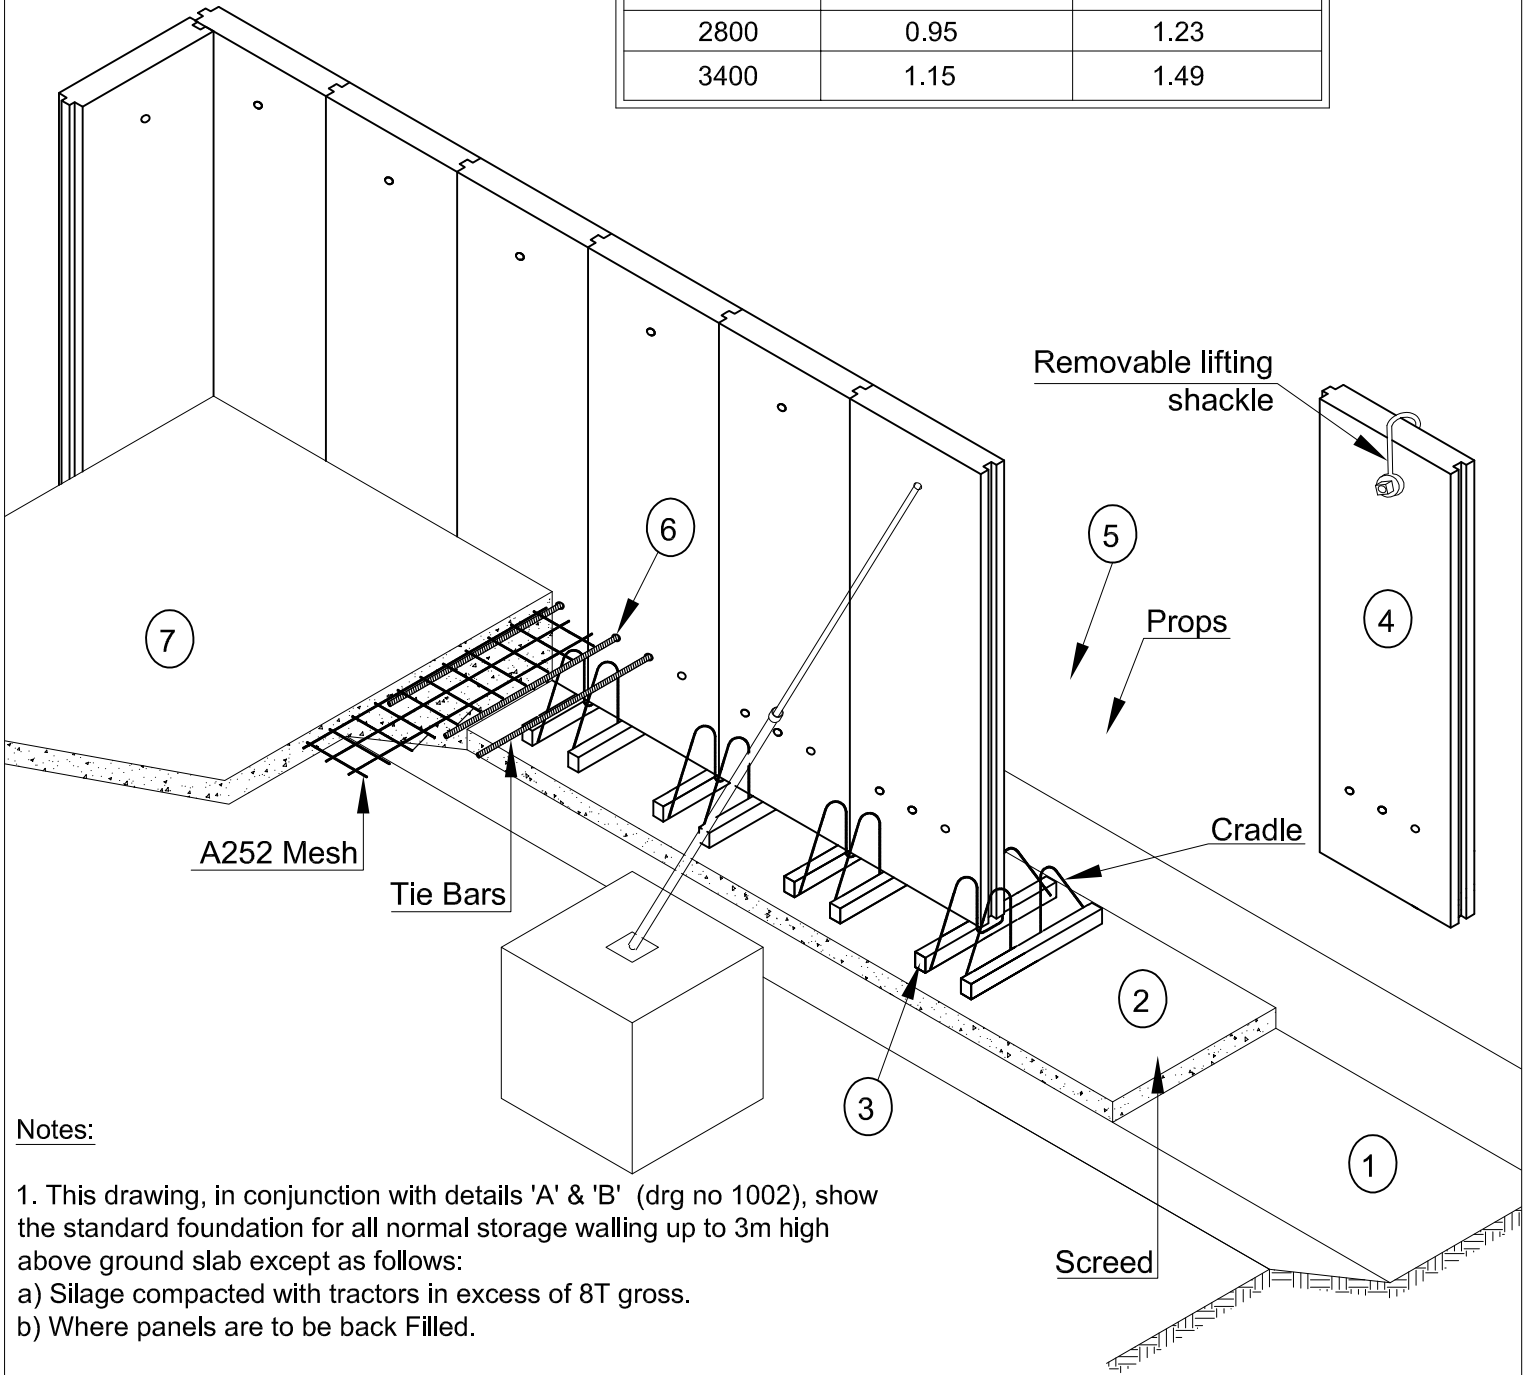 2800 0.95 1.23
3400 1.15 1.49
Removable lifting
shackle
6
5
4
Props
7
A252 Mesh
Tie Bars
Cradle
2
3
1
Screed
Notes:
1. This drawing, in conjunction with details 'A' & 'B' (drg no 1002), show
the standard foundation for all normal storage walling up to 3m high
above ground slab except as follows:
a) Silage compacted with tractors in excess of 8T gross.
b) Where panels are to be back Filled.